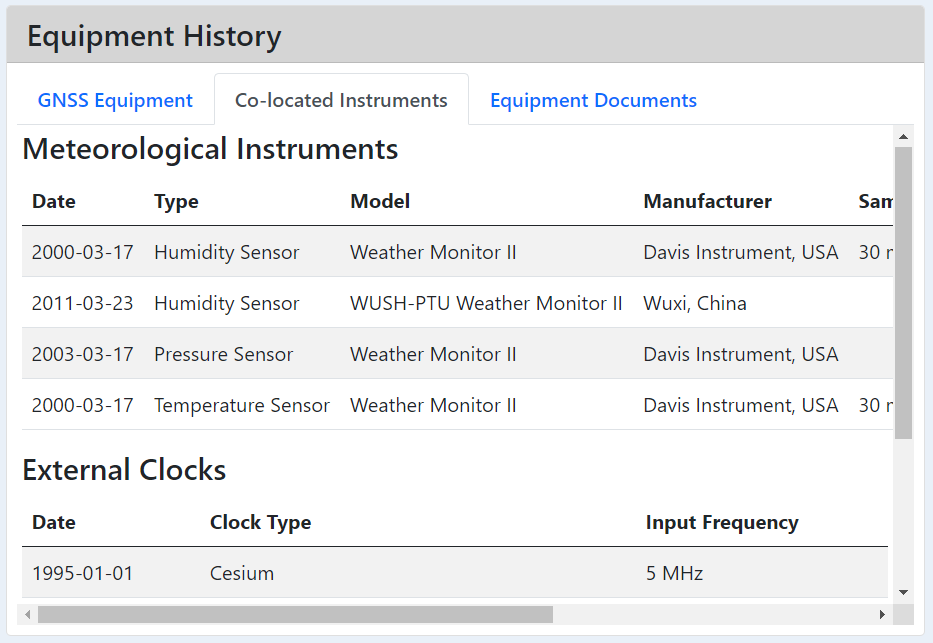 Equipment History
GNSS Equipment Co-located Instruments Equipment Documents
Meteorological Instruments
Date Type Model Manufacturer Sam
2000-03-17 Humidity Sensor Weather Monitor II Davis Instrument, USA 30
2011-03-23 Humidity Sensor WUSH-PTU Weather Monitor II Wuxi, China
2003-03-17 Pressure Sensor Weather Monitor II Davis Instrument, USA
2000-03-17 Temperature Sensor Weather Monitor II Davis Instrument, USA 30
External Clocks
Date Clock Type Input Frequency
1995-01-01 Cesium 5 MHz